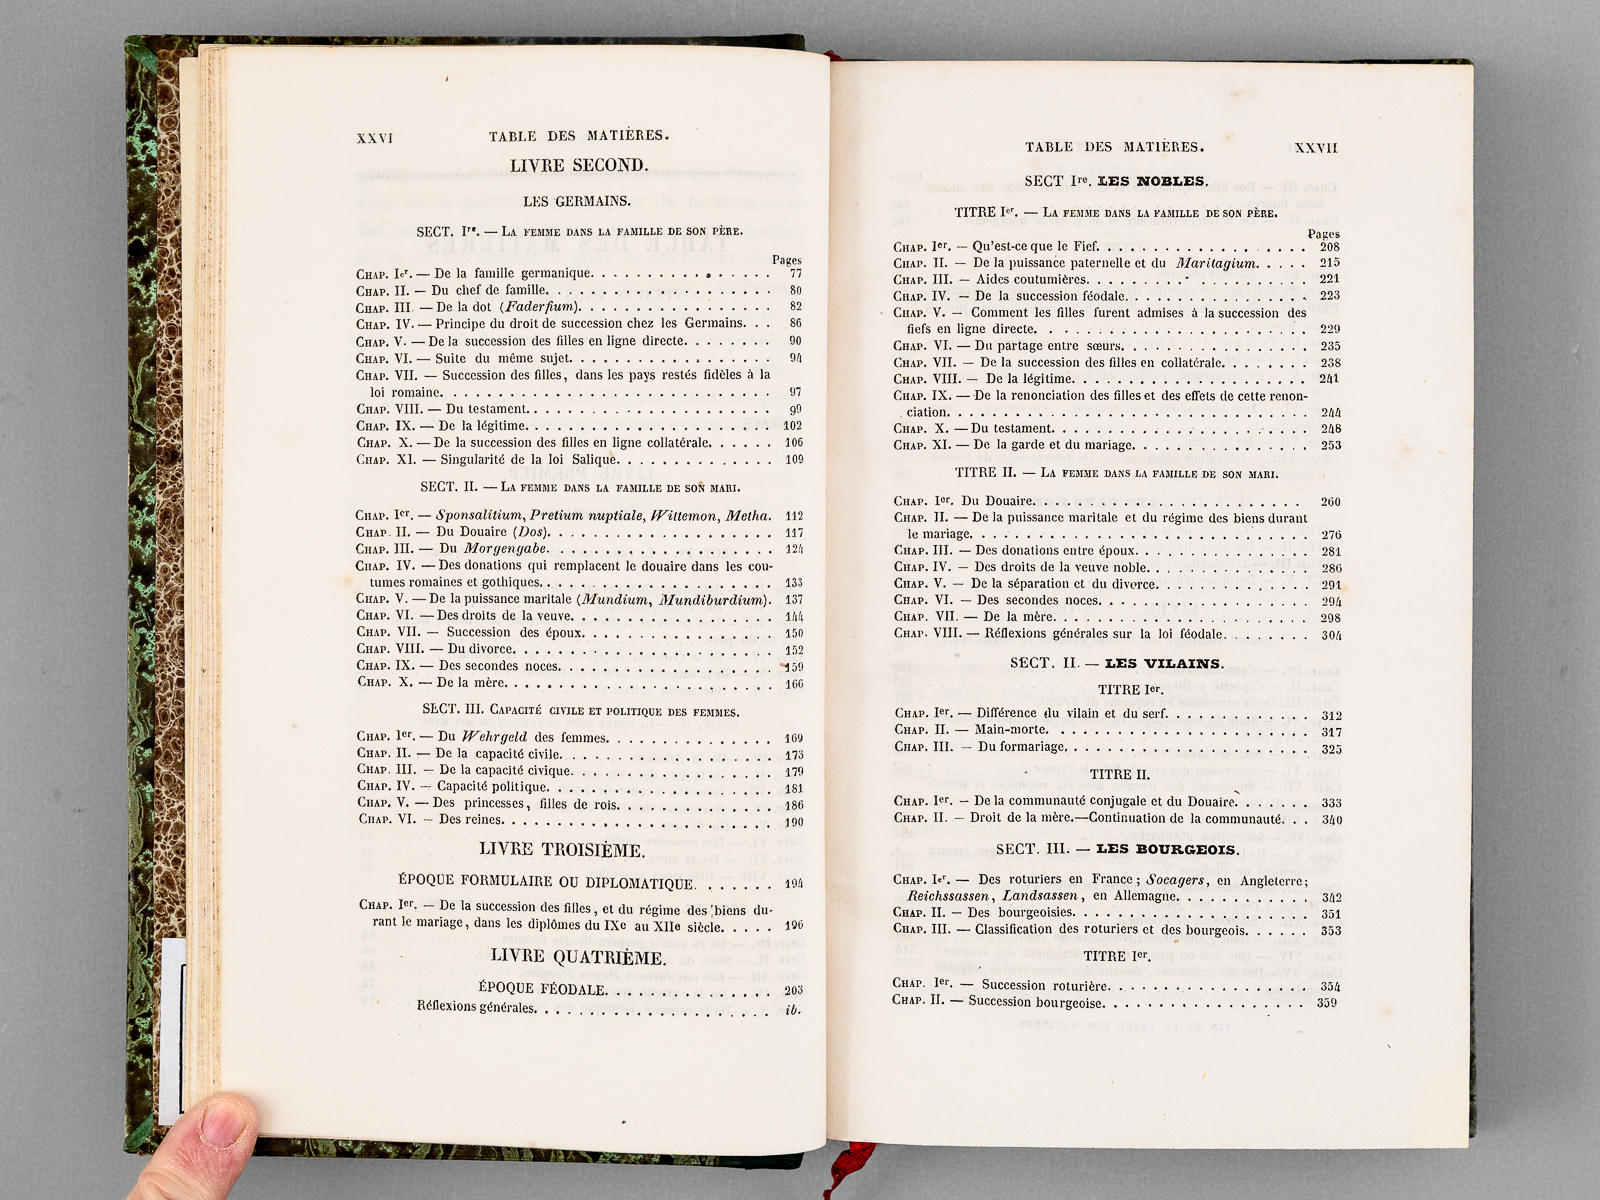 XXVI TABLE DES MATIÈRES.
LIVRE SECOND.
LES GERMAINS.
SECT. Ire. — LA FEMME DANS LA FAMILLE DE SON PÈRE.
Pages
CHAP. Ier. — De la famille germanique. . . . . . . . . . . . . . . 77
CHAP. II. — Du chef de famille. . . . . . . . . . . . . . . . . . . 80
CHAP. III. — De la dot (Faderfium). . . . . . . . . . . . . . . . . 82
CHAP. IV. — Principe du droit de succession chez les Germains. . . 86
CHAP. V. — De la succession des filles en ligne directe. . . . . . . . 90
CHAP. VI. — Suite du même sujet. . . . . . . . . . . . . . . . . . 94
CHAP. VII. — Succession des filles, dans les pays restés fidèles à la
loi romaine. . . . . . . . . . . . . . . . . . . . . . . . . . . . . 97
CHAP. VIII. — Du testament. . . . . . . . . . . . . . . . . . . . . 99
CHAP. IX. — De la légitime. . . . . . . . . . . . . . . . . . . . . 102
CHAP. X. — De la succession des filles en ligne collatérale. . . . . . 106
CHAP. XI. — Singularité de la loi Salique. . . . . . . . . . . . . . 109
SECT. II. — LA FEMME DANS LA FAMILLE DE SON MARI.
CHAP. Ier. — Sponsalitium, Pretium nuptiale, Wittemon, Metha. 112
CHAP. II. — Du Douaire (Dos). . . . . . . . . . . . . . . . . . . . 117
CHAP. III. — Du Morgengabe. . . . . . . . . . . . . . . . . . . . 124
CHAP. IV. — Des donations qui remplacent le douaire dans les cou-
tumes romaines et gothiques. . . . . . . . . . . . . . . . . . . . 133
CHAP. V. — De la puissance maritale (Mundium, Mundiburdium). 137
CHAP. VI. — Des droits de la veuve. . . . . . . . . . . . . . . . . 144
CHAP. VII. — Succession des époux. . . . . . . . . . . . . . . . . 150
CHAP. VIII. — Du divorce. . . . . . . . . . . . . . . . . . . . . . 152
CHAP. IX. — Des secondes noces. . . . . . . . . . . . . . . . . . . 159
CHAP. X. — De la mère. . . . . . . . . . . . . . . . . . . . . . . 166
SECT. III. CAPACITÉ CIVILE ET POLITIQUE DES FEMMES.
CHAP. Ier. — Du Wehrgeld des femmes. . . . . . . . . . . . . . . 169
CHAP. II. — De la capacité civile. . . . . . . . . . . . . . . . . . 173
CHAP. III. — De la capacité civique. . . . . . . . . . . . . . . . . 179
CHAP. IV. — Capacité politique. . . . . . . . . . . . . . . . . . . 181
CHAP. V. — Des princesses, filles de rois. . . . . . . . . . . . . . 186
CHAP. VI. — Des reines. . . . . . . . . . . . . . . . . . . . . . . 190
LIVRE TROISIÈME.
ÉPOQUE FORMULAIRE OU DIPLOMATIQUE. . . . . . . 194
CHAP. Ier. — De la succession des filles, et du régime des biens du-
rant le mariage, dans les diplômes du IXe au XIIe siècle. . . . . 196
LIVRE QUATRIÈME.
ÉPOQUE FÉODALE. . . . . . . . . . . . . . . 203
Réflexions générales. . . . . . . . . . . . . . . . . . . . . ib.
TABLE DES MATIÈRES. XXVII
SECT Ire. LES NOBLES.
TITRE Ier. — LA FEMME DANS LA FAMILLE DE SON PÈRE.
Pages
CHAP. Ier. — Qu'est-ce que le Fief. . . . . . . . . . . . . . . . . 208
CHAP. II. — De la puissance paternelle et du Maritagium. . . . . 215
CHAP. III. — Aides coutumières. . . . . . . . . . . . . . . . . . . 221
CHAP. IV. — De la succession féodale. . . . . . . . . . . . . . . . 223
CHAP. V. — Comment les filles furent admises à la succession des
fiefs en ligne directe. . . . . . . . . . . . . . . . . . . . . . . 229
CHAP. VI. — Du partage entre sœurs. . . . . . . . . . . . . . . . 235
CHAP. VII. — De la succession des filles en collatérale. . . . . . . . 238
CHAP. VIII. — De la légitime. . . . . . . . . . . . . . . . . . . . 241
CHAP. IX. — De la renonciation des filles et des effets de cette renon-
ciation. . . . . . . . . . . . . . . . . . . . . . . . . . . . . . . 244
CHAP. X. — Du testament. . . . . . . . . . . . . . . . . . . . . . 248
CHAP. XI. — De la garde et du mariage. . . . . . . . . . . . . . . 253
TITRE II. — LA FEMME DANS LA FAMILLE DE SON MARI.
CHAP. Ier. Du Douaire. . . . . . . . . . . . . . . . . . . . . . . 260
CHAP. II. — De la puissance maritale et du régime des biens durant
le mariage. . . . . . . . . . . . . . . . . . . . . . . . . . . . . 276
CHAP. III. — Des donations entre époux. . . . . . . . . . . . . . . 281
CHAP. IV. — Des droits de la veuve noble. . . . . . . . . . . . . . 286
CHAP. V. — De la séparation et du divorce. . . . . . . . . . . . . . 291
CHAP. VI. — Des secondes noces. . . . . . . . . . . . . . . . . . . 294
CHAP. VII. — De la mère. . . . . . . . . . . . . . . . . . . . . . 298
CHAP. VIII. — Réflexions générales sur la loi féodale. . . . . . . . 304
SECT. II. — LES VILAINS.
TITRE Ier.
CHAP. Ier. — Différence du vilain et du serf. . . . . . . . . . . . . 312
CHAP. II. — Main-morte. . . . . . . . . . . . . . . . . . . . . . 317
CHAP. III. — Du formariage. . . . . . . . . . . . . . . . . . . . . 325
TITRE II.
CHAP. Ier. — De la communauté conjugale et du Douaire. . . . . . . 333
CHAP. II. — Droit de la mère.—Continuation de la communauté. . . 340
SECT. III. — LES BOURGEOIS.
CHAP. Ier. — Des roturiers en France; Socagers, en Angleterre;
Reichssassen, Landsassen, en Allemagne. . . . . . . . . . . . . 342
CHAP. II. — Des bourgeoisies. . . . . . . . . . . . . . . . . . . . 351
CHAP. III. — Classification des roturiers et des bourgeois. . . . . . 353
TITRE Ier.
CHAP. Ier. — Succession roturière. . . . . . . . . . . . . . . . . . 354
CHAP. II. — Succession bourgeoise. . . . . . . . . . . . . . . . . . 359